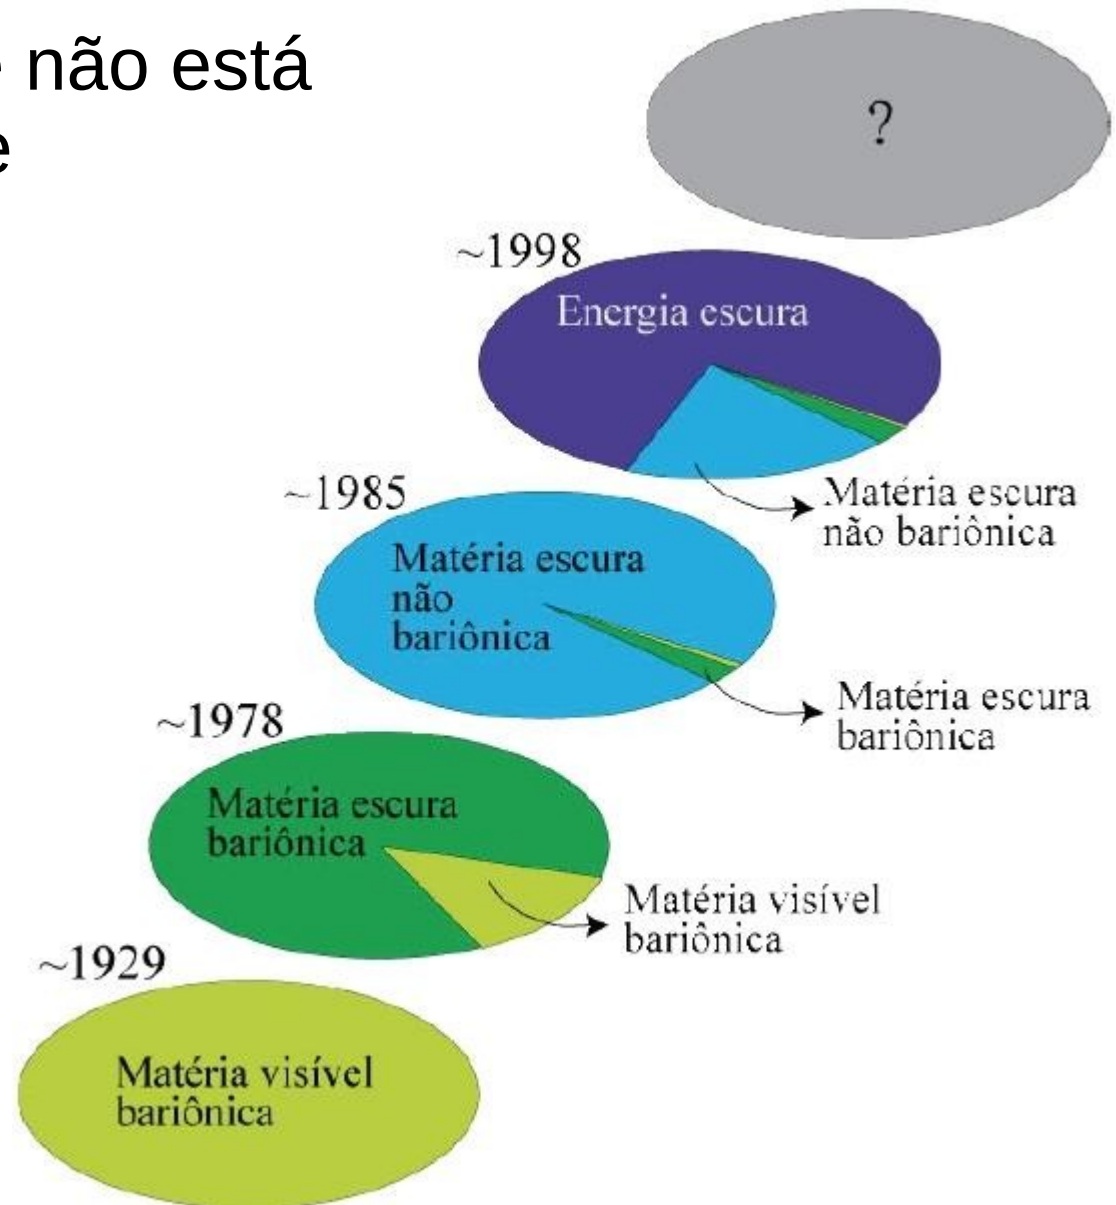 não está
?
~1998
Energia escura
Matéria escura
não bariônica
~1985
Matéria escura
não
bariônica
Matéria escura
bariônica
~1978
Matéria escura
bariônica
Matéria visível
bariônica
~1929
Matéria visível
bariônica